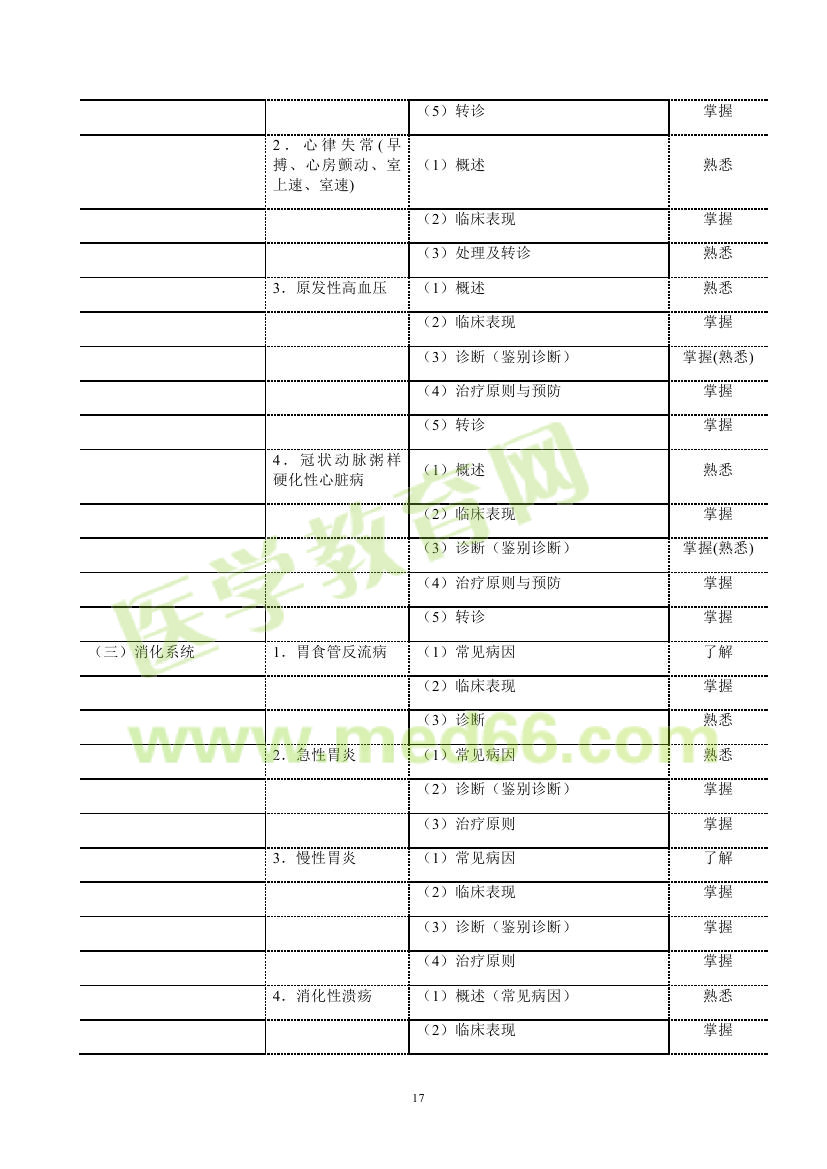 （5）转诊 掌握
2．心律失常(早
搏、心房颤动、室 （1）概述 熟悉
上速、室速)
（2）临床表现 掌握
（3）处理及转诊 熟悉
3．原发性高血压 （1）概述 熟悉
（2）临床表现 掌握
（3）诊断（鉴别诊断） 掌握(熟悉)
（4）治疗原则与预防 掌握
（5）转诊 掌握
4．冠状动脉粥样
硬化性心脏病 （1）概述 熟悉
（2）临床表现 掌握
（3）诊断（鉴别诊断） 掌握(熟悉)
（4）治疗原则与预防 掌握
（5）转诊 掌握
（三）消化系统 1．胃食管反流病 （1）常见病因 了解
（2）临床表现 掌握
（3）诊断 熟悉
2．急性胃炎 （1）常见病因 熟悉
（2）诊断（鉴别诊断） 掌握
（3）治疗原则 掌握
3．慢性胃炎 （1）常见病因 了解
（2）临床表现 掌握
（3）诊断（鉴别诊断） 掌握
（4）治疗原则 掌握
4．消化性溃疡 （1）概述（常见病因） 熟悉
（2）临床表现 掌握
医学教育网
www.med66.com
17